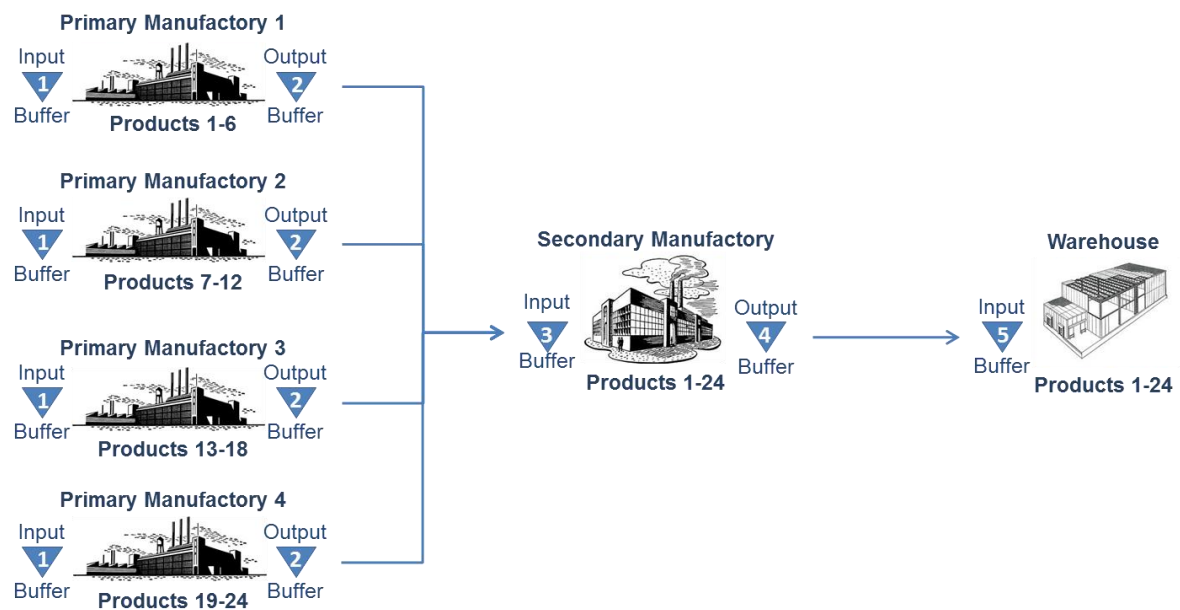 Primary Manufactory 1
Input
Output
1
2
Buffer
Buffer
Products 1-6
Primary Manufactory 2
Input
Output
1
2
Buffer
Buffer
Products 7-12
Secondary Manufactory
Input
Output
3
4
Buffer
Buffer
Products 1-24
Warehouse
Input
5
Buffer
Products 1-24
Primary Manufactory 3
Input
Output
1
2
Buffer
Buffer
Products 13-18
Primary Manufactory 4
Input
Output
1
2
Buffer
Buffer
Products 19-24